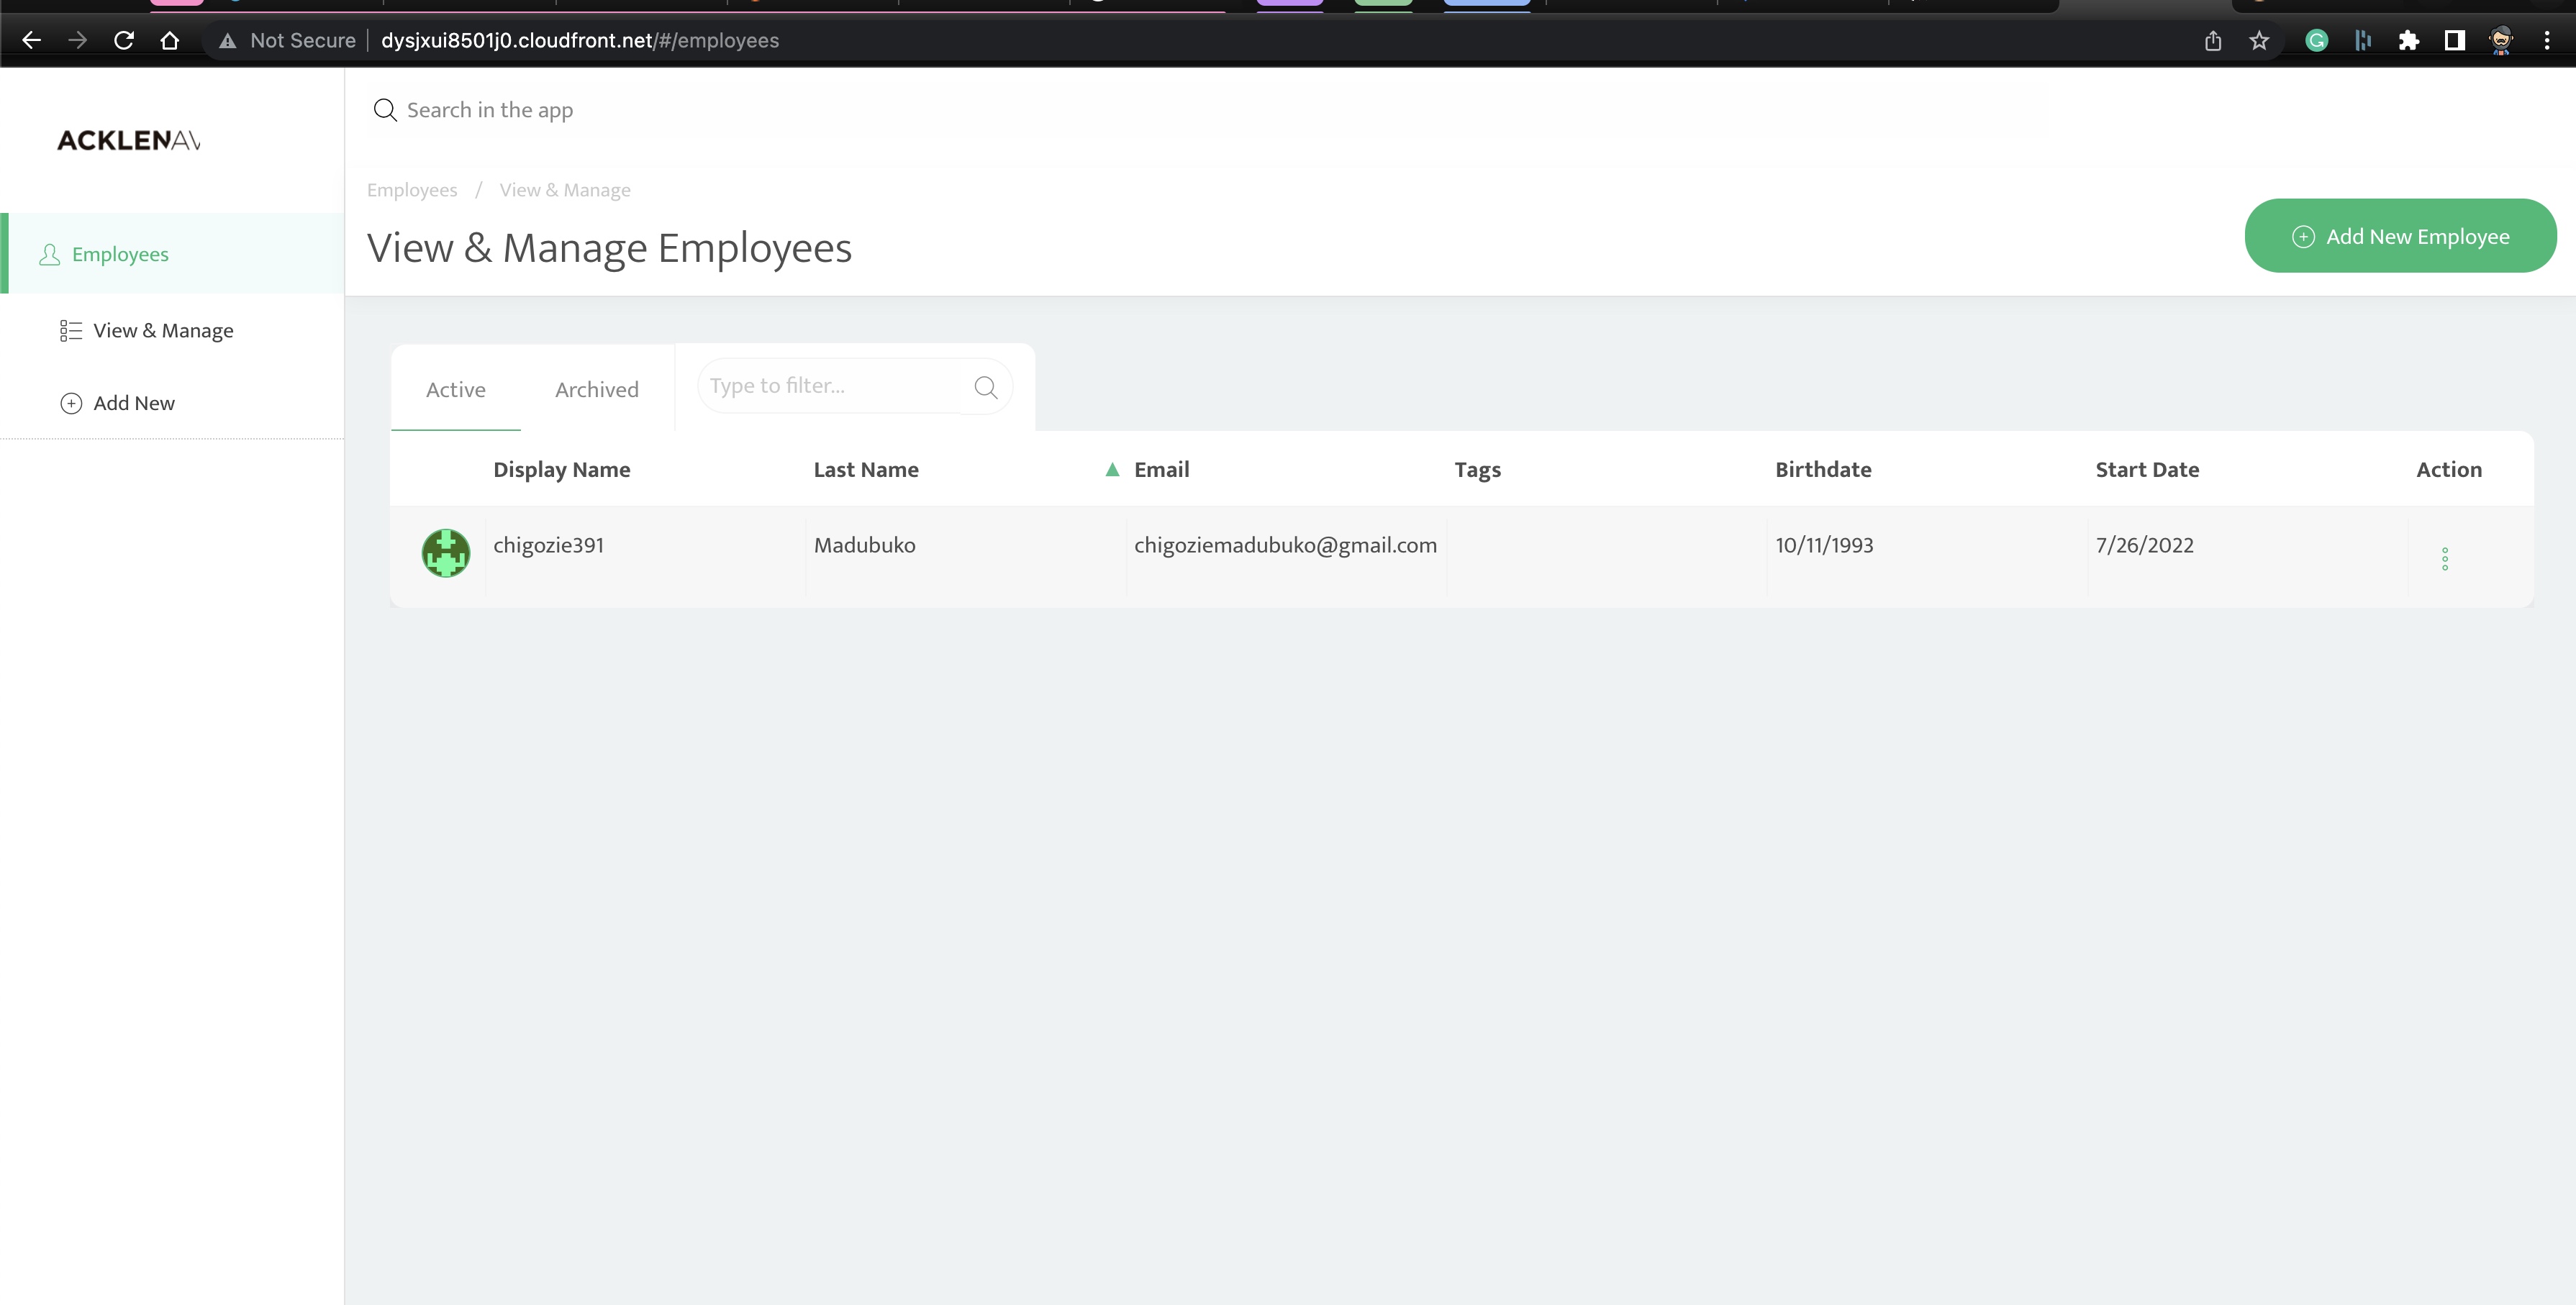 Not Secure dysjxui8501j0.cloudfront.net/#/employees
ACKLENAV
Search in the app
Employees / View & Manage
View & Manage Employees
Add New Employee
Employees
View & Manage
Add New
Active Archived Type to filter...
Display Name Last Name ▲ Email Tags Birthdate Start Date Action
chigozie391 Madubuko chigoziemadubuko@gmail.com 10/11/1993 7/26/2022